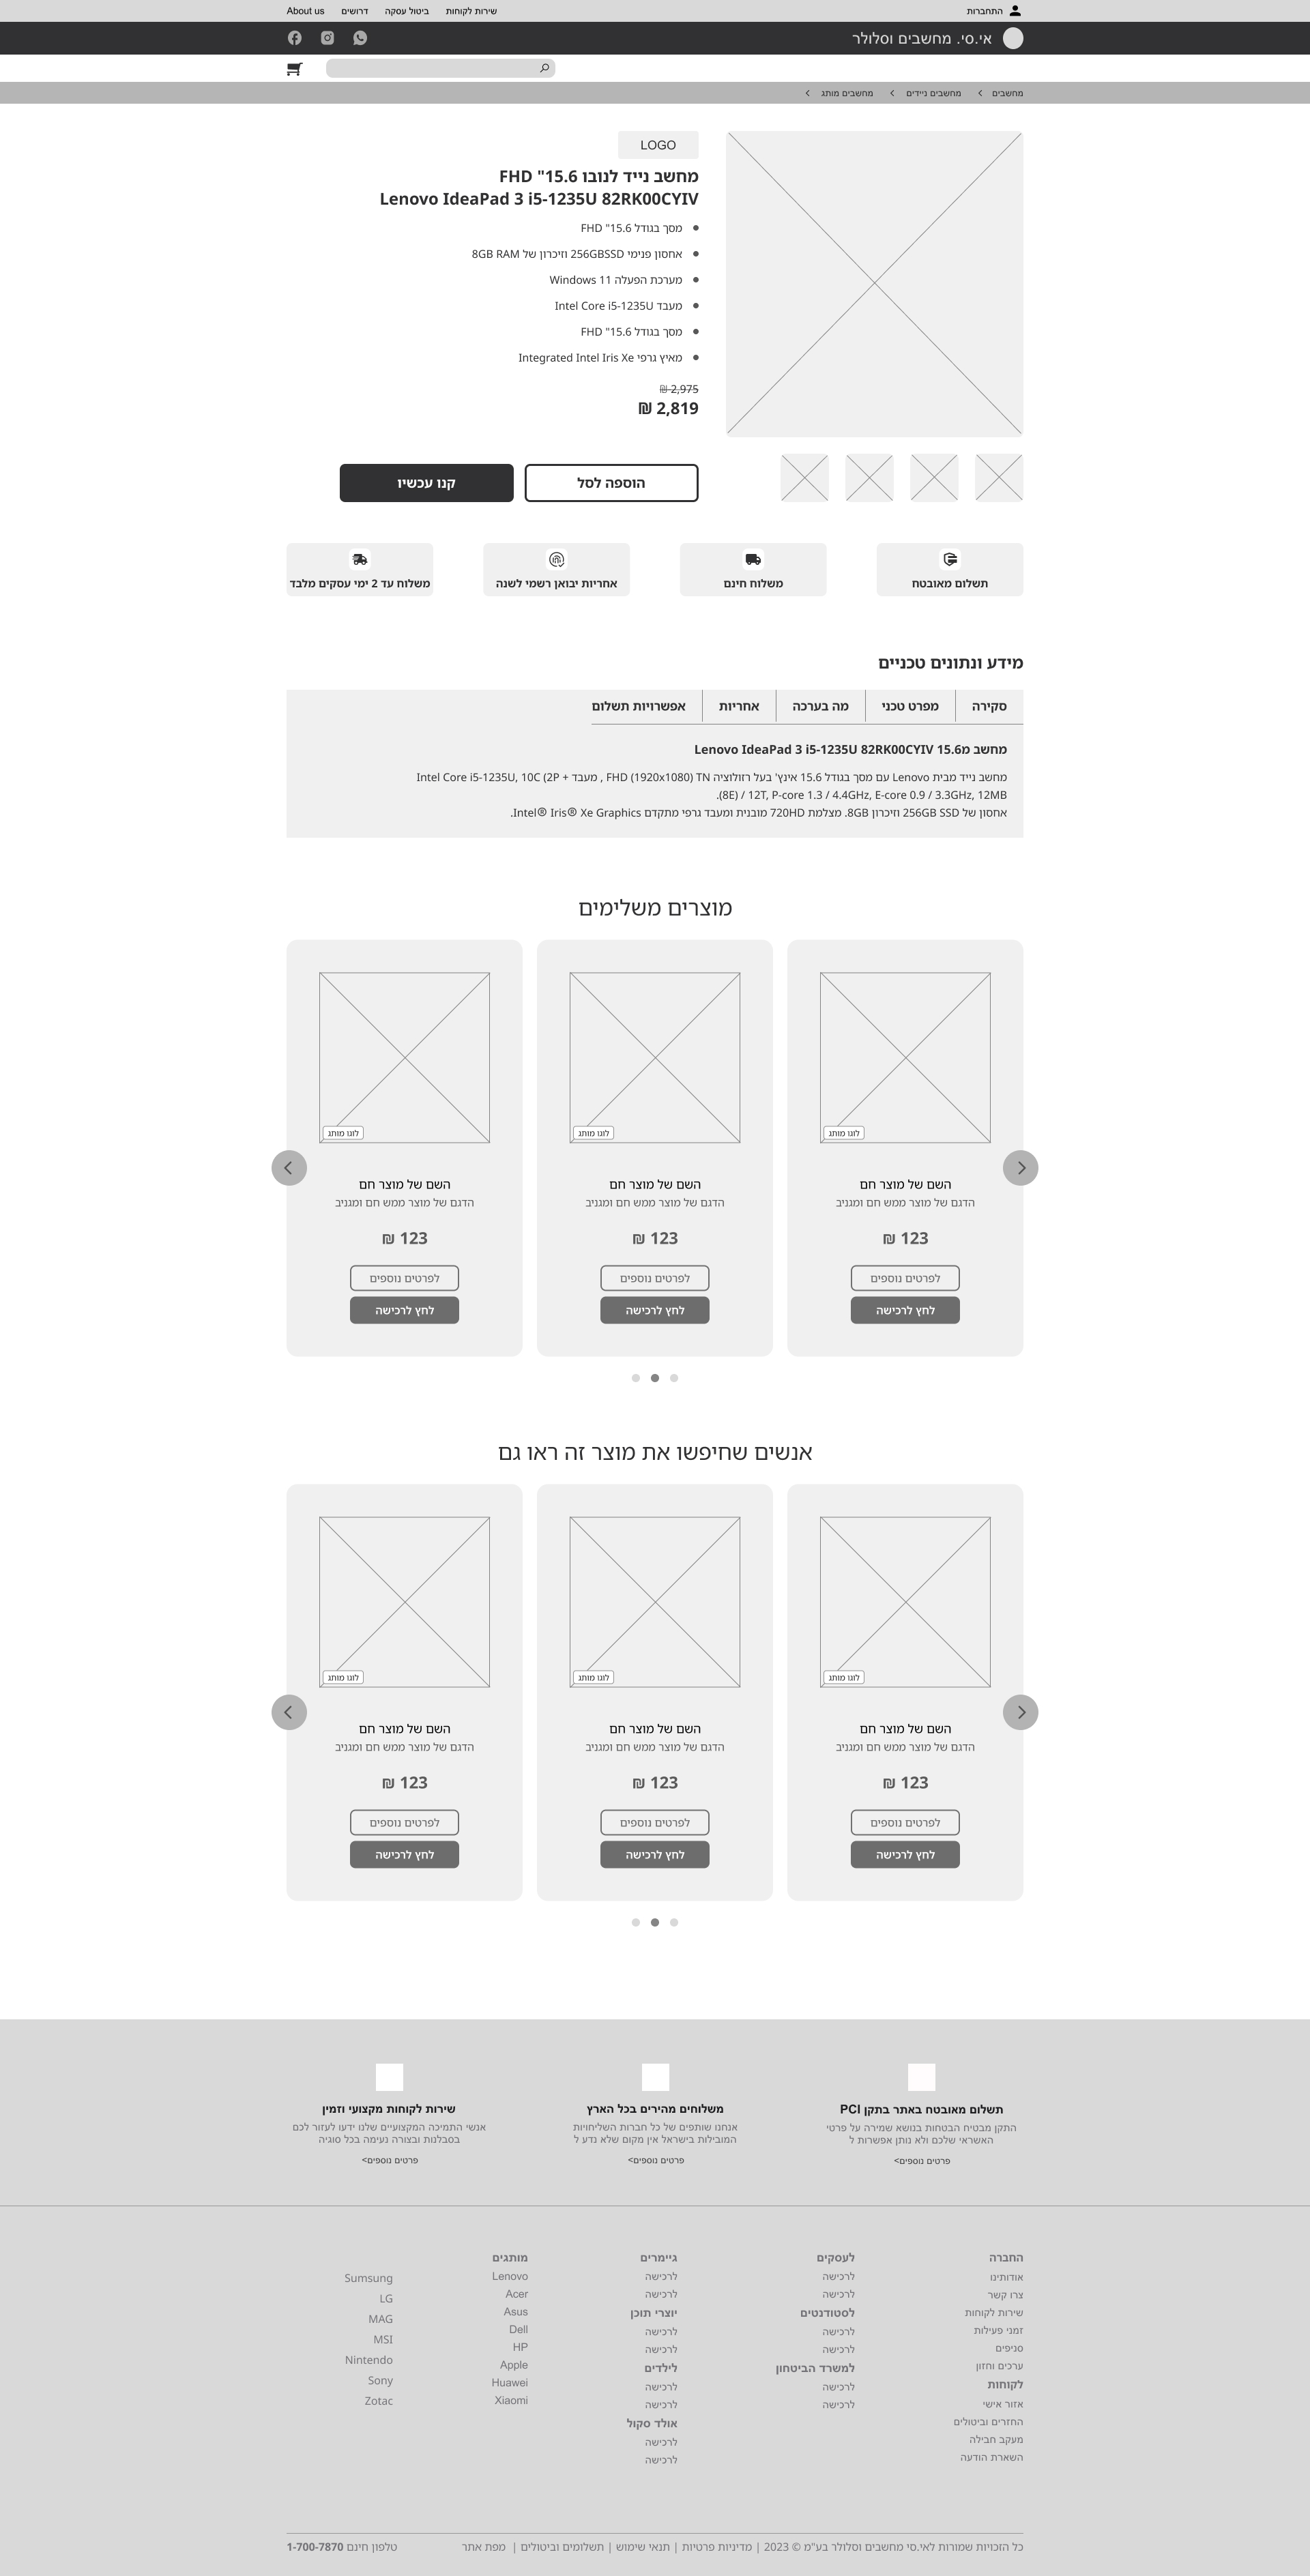 התחברות
שירות לקוחות
ביטול עסקה
דרושים
About us
אי.סי. מחשבים וסלולר
מחשבים
מחשבים ניידים
מחשבים מותג
LOGO
מחשב נייד לנובו 15.6" FHD
Lenovo IdeaPad 3 i5-1235U 82RK00CYIV
מסך בגודל 15.6" FHD
אחסון פנימי 256GBSSD וזיכרון של 8GB RAM
מערכת הפעלה Windows 11
מעבד Intel Core i5-1235U
מסך בגודל 15.6" FHD
מאיץ גרפי Integrated Intel Iris Xe
2,975 ₪
2,819 ₪
הוספה לסל
קנו עכשיו
תשלום מאובטח
משלוח חינם
אחריות יבואן רשמי לשנה
משלוח עד 2 ימי עסקים מלבד
מידע ונתונים טכניים
סקירה
מפרט טכני
מה בערכה
אחריות
אפשרויות תשלום
מחשב מ15.6 Lenovo IdeaPad 3 i5-1235U 82RK00CYIV
מחשב נייד מבית Lenovo עם מסך בגודל 15.6 אינץ' בעל רזולוציה FHD (1920x1080) TN , מעבד Intel Core i5-1235U, 10C (2P +
8E) / 12T, P-core 1.3 / 4.4GHz, E-core 0.9 / 3.3GHz, 12MB).
אחסון של 256GB SSD וזיכרון 8GB. מצלמת 720HD מובנית ומעבד גרפי מתקדם Intel® Iris® Xe Graphics.
מוצרים משלימים
לוגו מותג
השם של מוצר חם
הדגם של מוצר ממש חם ומגניב
123 ₪
לפרטים נוספים
לחץ לרכישה
לוגו מותג
השם של מוצר חם
הדגם של מוצר ממש חם ומגניב
123 ₪
לפרטים נוספים
לחץ לרכישה
לוגו מותג
השם של מוצר חם
הדגם של מוצר ממש חם ומגניב
123 ₪
לפרטים נוספים
לחץ לרכישה
אנשים שחיפשו את מוצר זה ראו גם
לוגו מותג
השם של מוצר חם
הדגם של מוצר ממש חם ומגניב
123 ₪
לפרטים נוספים
לחץ לרכישה
לוגו מותג
השם של מוצר חם
הדגם של מוצר ממש חם ומגניב
123 ₪
לפרטים נוספים
לחץ לרכישה
לוגו מותג
השם של מוצר חם
הדגם של מוצר ממש חם ומגניב
123 ₪
לפרטים נוספים
לחץ לרכישה
תשלום מאובטח באתר בתקן PCI
התקן מבטיח הבטחות בנושא שמירה על פרטי
האשראי שלכם ולא נותן אפשרות ל
פרטים נוספים>
משלוחים מהירים בכל הארץ
אנחנו שותפים של כל חברות השליחויות
המובילות בישראל אין מקום שלא נדע ל
פרטים נוספים>
שירות לקוחות מקצועי וזמין
אנשי התמיכה המקצועיים שלנו ידעו לעזור לכם
בסבלנות ובצורה נעימה בכל סוגיה
פרטים נוספים>
החברה
אודותינו
צרו קשר
שירות לקוחות
זמני פעילות
סניפים
ערכים וחזון
לקוחות
אזור אישי
החזרים וביטולים
מעקב חבילה
השארת הודעה
לעסקים
לרכישה
לרכישה
לסטודנטים
לרכישה
לרכישה
למשרד הביטחון
לרכישה
לרכישה
גיימרים
לרכישה
לרכישה
יוצרי תוכן
לרכישה
לרכישה
לילדים
לרכישה
לרכישה
אולד סקול
לרכישה
לרכישה
מותגים
Lenovo
Acer
Asus
Dell
HP
Apple
Huawei
Xiaomi
Sumsung
LG
MAG
MSI
Nintendo
Sony
Zotac
כל הזכויות שמורות לאי.סי מחשבים וסלולר בע"מ © 2023 | מדיניות פרטיות | תנאי שימוש | תשלומים וביטולים | מפת אתר
טלפון חינם 1-700-7870